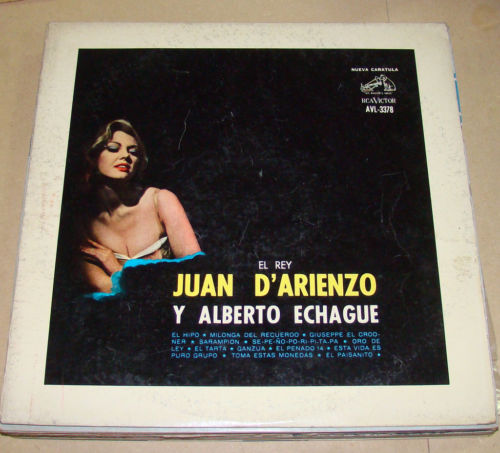 NUEVA CARATULA
RCA VICTOR
AVL-3378
EL REY
JUAN D'ARIENZO
Y ALBERTO ECHAGUE
EL HIPO ★ MILONGA DEL RECUERDO ★ GIUSEPPE EL CROO-
NER ★ SARAMPION ★ SE-PE-ÑO-PO-RI-PI-TA-PA ★ ORO DE
LEY ★ EL TARTA ★ GANZUA ★ EL PENADO 14 ★ ESTA VIDA ES
PURO GRUPO ★ TOMA ESTAS MONEDAS ★ EL PAISANITO ★